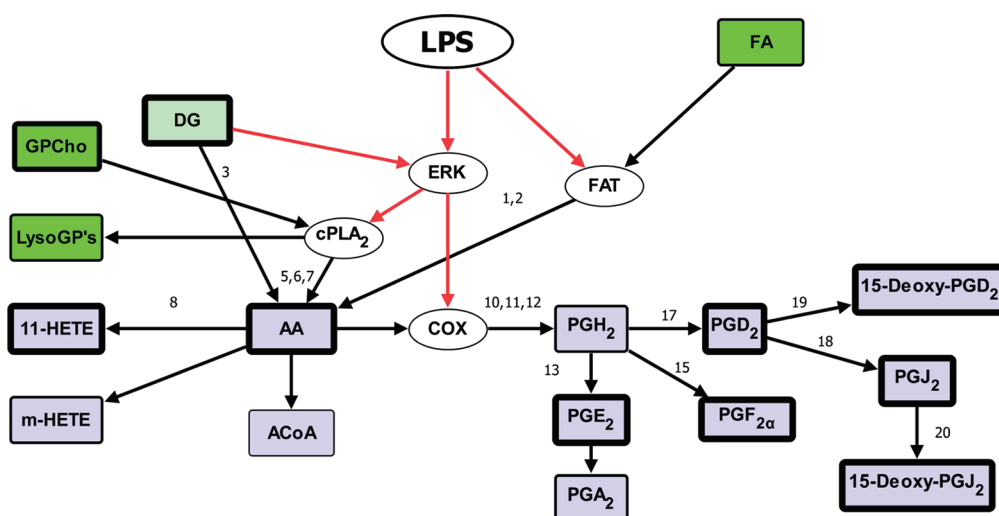 LPS
FA
DG
GPCho
3
ERK
FAT
1,2
LysoGP's
cPLA₂
5,6,7
8
10,11,12
17
19
15-Deoxy-PGD₂
11-HETE
AA
COX
PGH₂
PGD₂
18
13
15
PGJ₂
m-HETE
ACoA
PGE₂
PGF₂α
20
PGA₂
15-Deoxy-PGJ₂